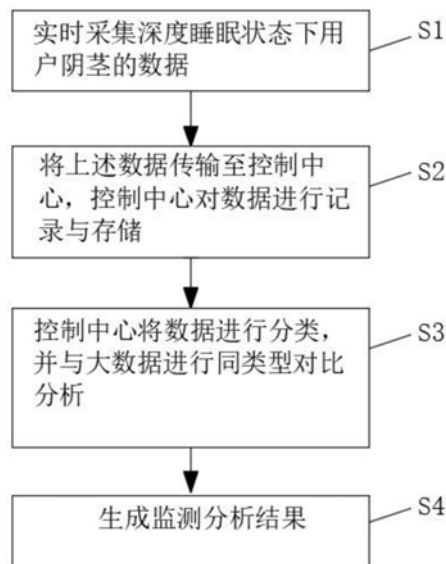 实时采集深度睡眠状态下用
户阴茎的数据
S1
将上述数据传输至控制中
心，控制中心对数据进行记
录与存储
S2
控制中心将数据进行分类，
并与大数据进行同类型对比
分析
S3
生成监测分析结果
S4